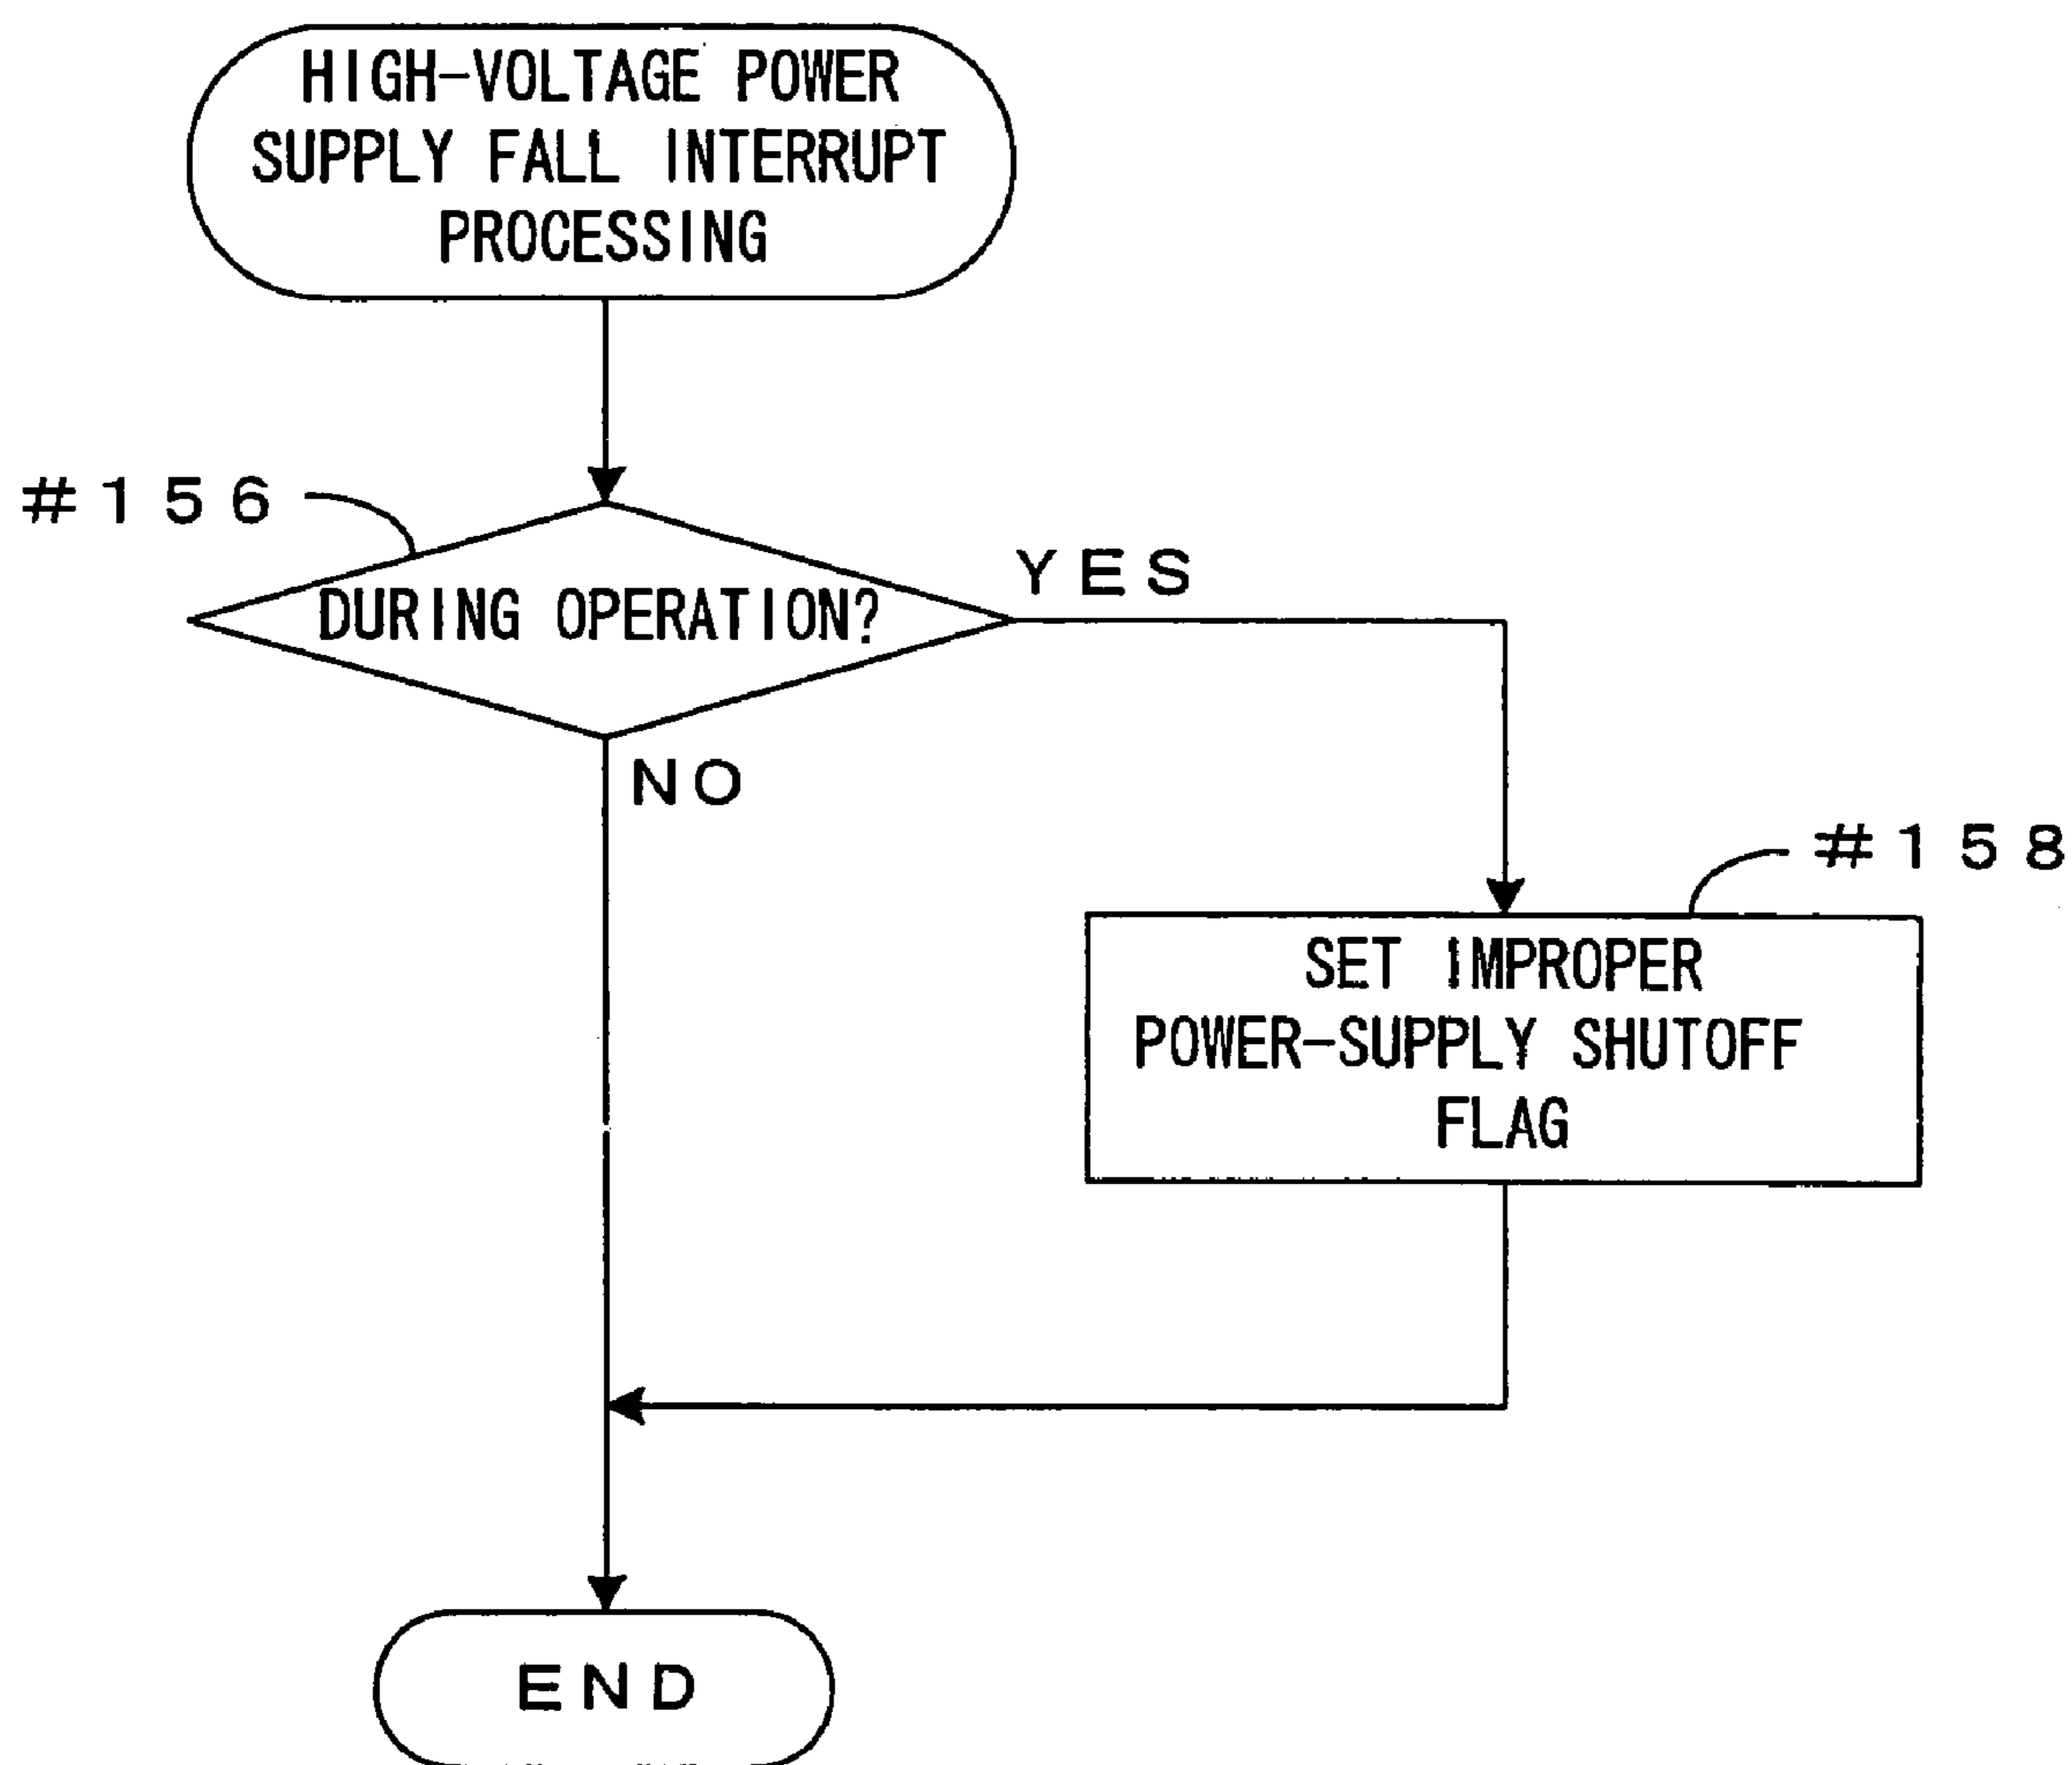 HIGH-VOLTAGE POWER
SUPPLY FALL INTERRUPT
PROCESSING
#156
DURING OPERATION?
YES
NO
#158
SET IMPROPER
POWER-SUPPLY SHUTOFF
FLAG
END